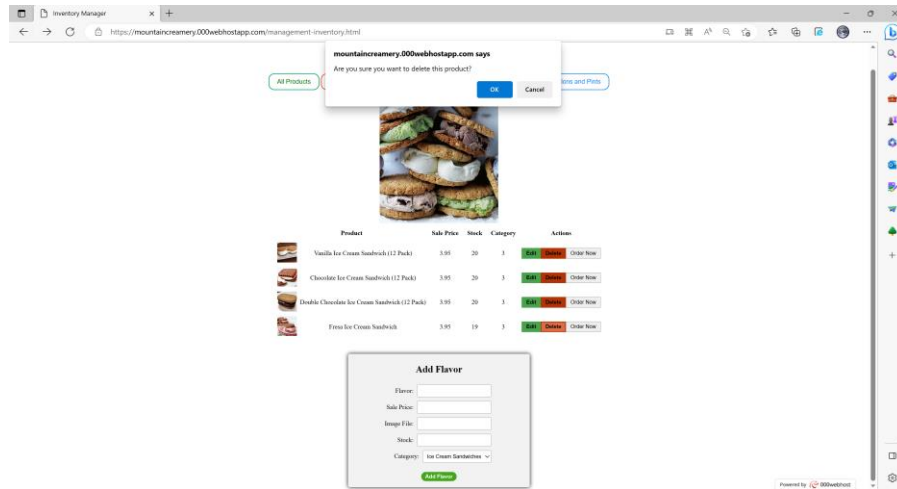 Inventory Manager
https://mountaincreamery.000webhostapp.com/management-inventory.html
mountaincreamery.000webhostapp.com says
Are you sure you want to delete this product?
OK Cancel
All Products and Pints
Product Sale Price Stock Category Actions
Vanilla Ice Cream Sandwich (12 Pack) 3.95 20 3 Edit Delete Order Now
Chocolate Ice Cream Sandwich (12 Pack) 3.95 20 3 Edit Delete Order Now
Double Chocolate Ice Cream Sandwich (12 Pack) 3.95 20 3 Edit Delete Order Now
Fress Ice Cream Sandwich 3.95 19 3 Edit Delete Order Now
Add Flavor
Flavor:
Sale Price:
Image File:
Stock:
Category: Ice Cream Sandwiches
Add Flavor
Powered by 000webhost